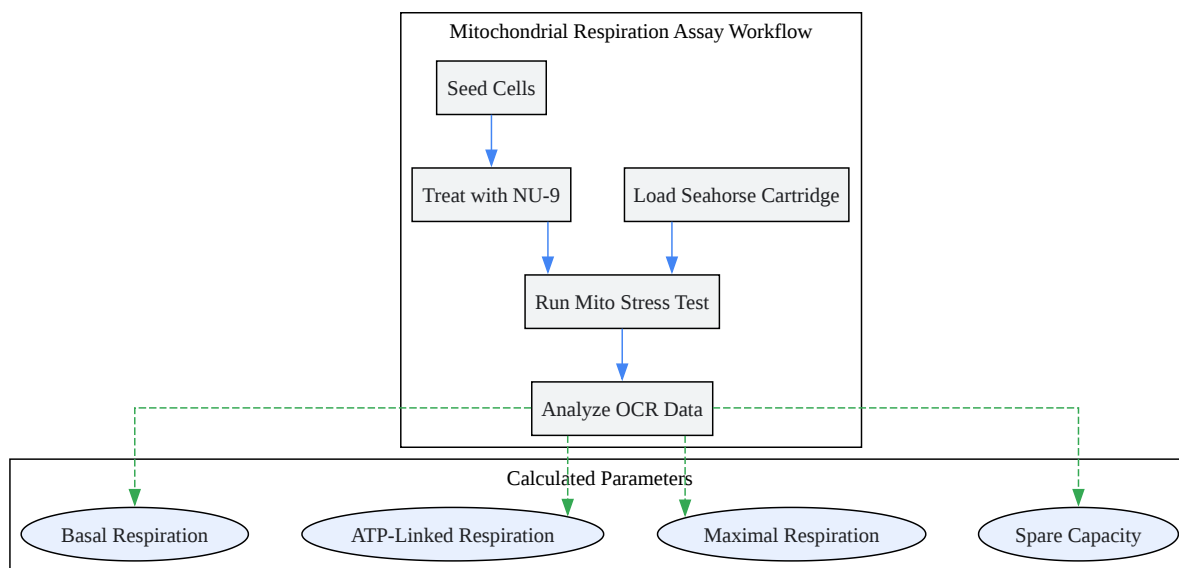 Mitochondrial Respiration Assay Workflow
Seed Cells
Treat with NU-9
Load Seahorse Cartridge
Run Mito Stress Test
Analyze OCR Data
Calculated Parameters
Basal Respiration
ATP-Linked Respiration
Maximal Respiration
Spare Capacity